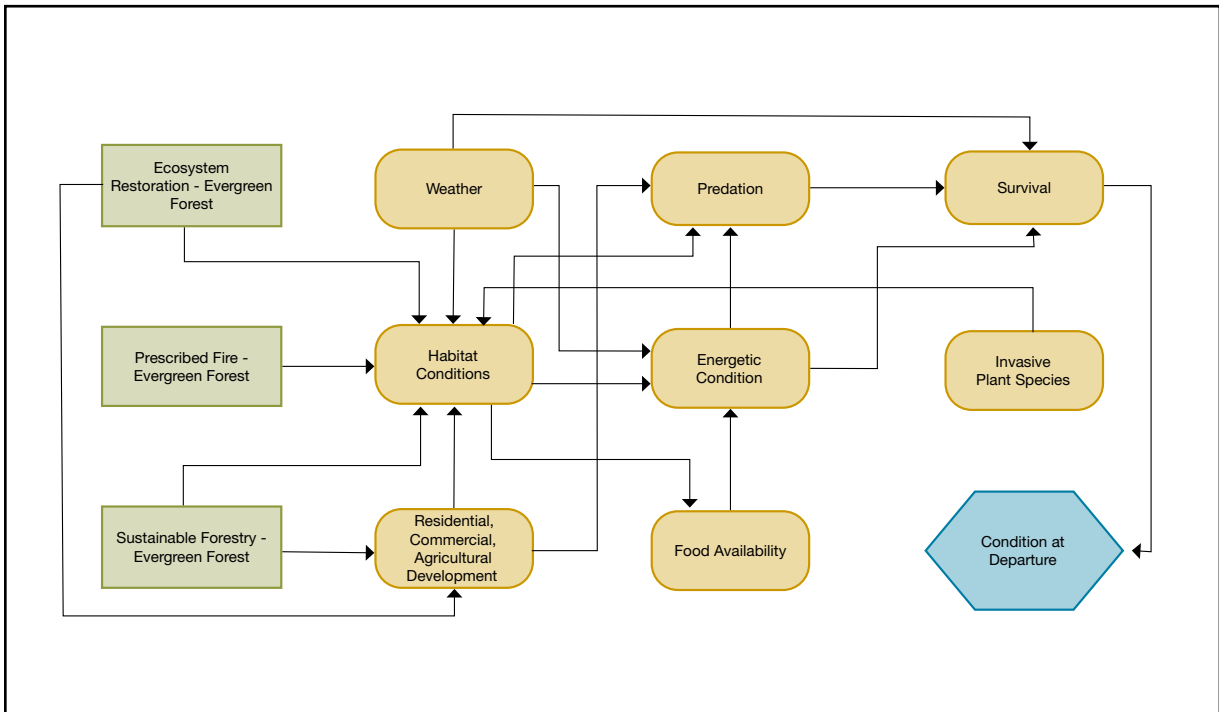 Ecosystem
Restoration - Evergreen
Forest
Weather
Predation
Survival
Prescribed Fire -
Evergreen Forest
Habitat
Conditions
Energetic
Condition
Invasive
Plant Species
Sustainable Forestry -
Evergreen Forest
Residential,
Commercial,
Agricultural
Development
Food Availability
Condition at
Departure